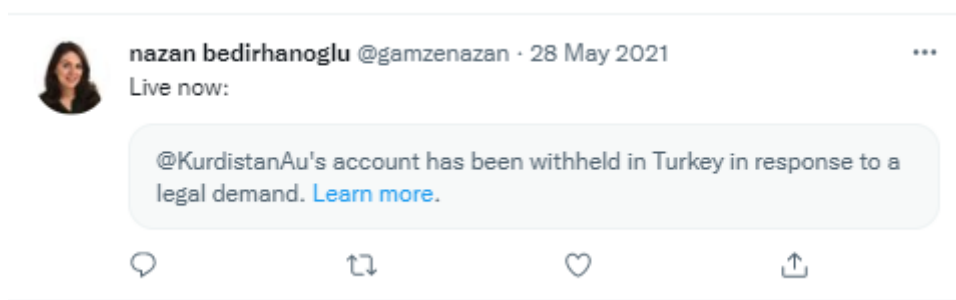 nazan bedirhanoglu @gamzenazan · 28 May 2021
Live now:
@KurdistanAu's account has been withheld in Turkey in response to a
legal demand. Learn more.